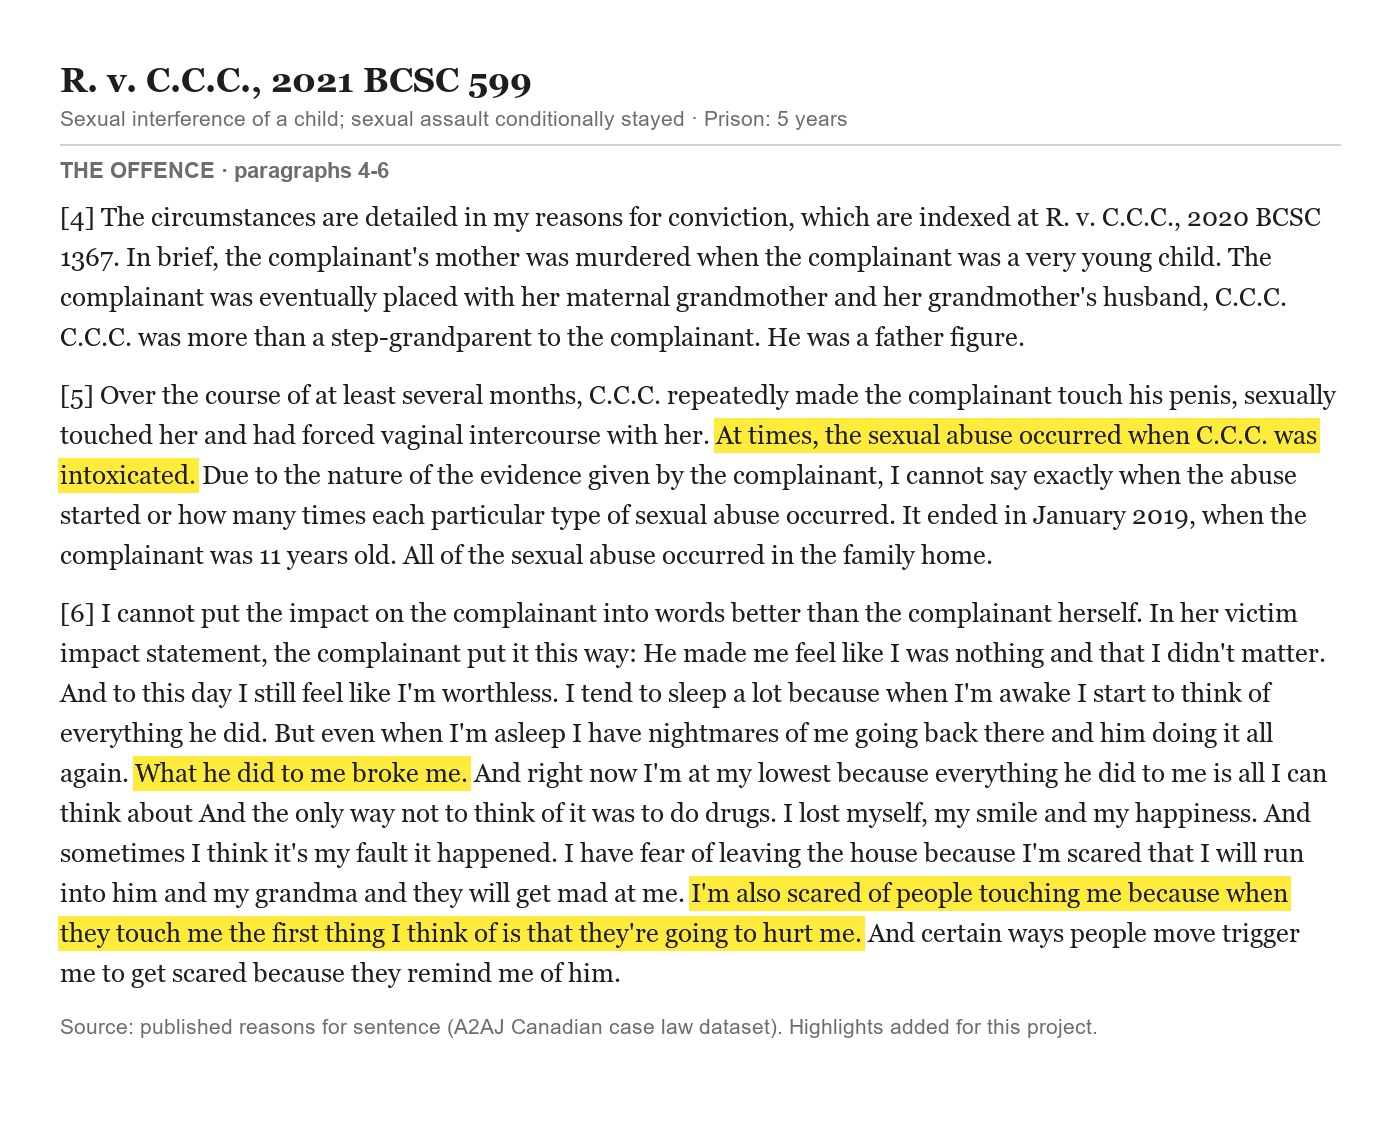 R. v. C.C.C., 2021 BCSC 599
Sexual interference of a child; sexual assault conditionally stayed · Prison: 5 years
THE OFFENCE · paragraphs 4-6
[4] The circumstances are detailed in my reasons for conviction, which are indexed at R. v. C.C.C., 2020 BCSC
1367. In brief, the complainant's mother was murdered when the complainant was a very young child. The
complainant was eventually placed with her maternal grandmother and her grandmother's husband, C.C.C.
C.C.C. was more than a step-grandparent to the complainant. He was a father figure.
[5] Over the course of at least several months, C.C.C. repeatedly made the complainant touch his penis, sexually
touched her and had forced vaginal intercourse with her. At times, the sexual abuse occurred when C.C.C. was
intoxicated. Due to the nature of the evidence given by the complainant, I cannot say exactly when the abuse
started or how many times each particular type of sexual abuse occurred. It ended in January 2019, when the
complainant was 11 years old. All of the sexual abuse occurred in the family home.
[6] I cannot put the impact on the complainant into words better than the complainant herself. In her victim
impact statement, the complainant put it this way: He made me feel like I was nothing and that I didn't matter.
And to this day I still feel like I'm worthless. I tend to sleep a lot because when I'm awake I start to think of
everything he did. But even when I'm asleep I have nightmares of me going back there and him doing it all
again. What he did to me broke me. And right now I'm at my lowest because everything he did to me is all I can
think about And the only way not to think of it was to do drugs. I lost myself, my smile and my happiness. And
sometimes I think it's my fault it happened. I have fear of leaving the house because I'm scared that I will run
into him and my grandma and they will get mad at me. I'm also scared of people touching me because when
they touch me the first thing I think of is that they're going to hurt me. And certain ways people move trigger
me to get scared because they remind me of him.
Source: published reasons for sentence (A2AJ Canadian case law dataset). Highlights added for this project.